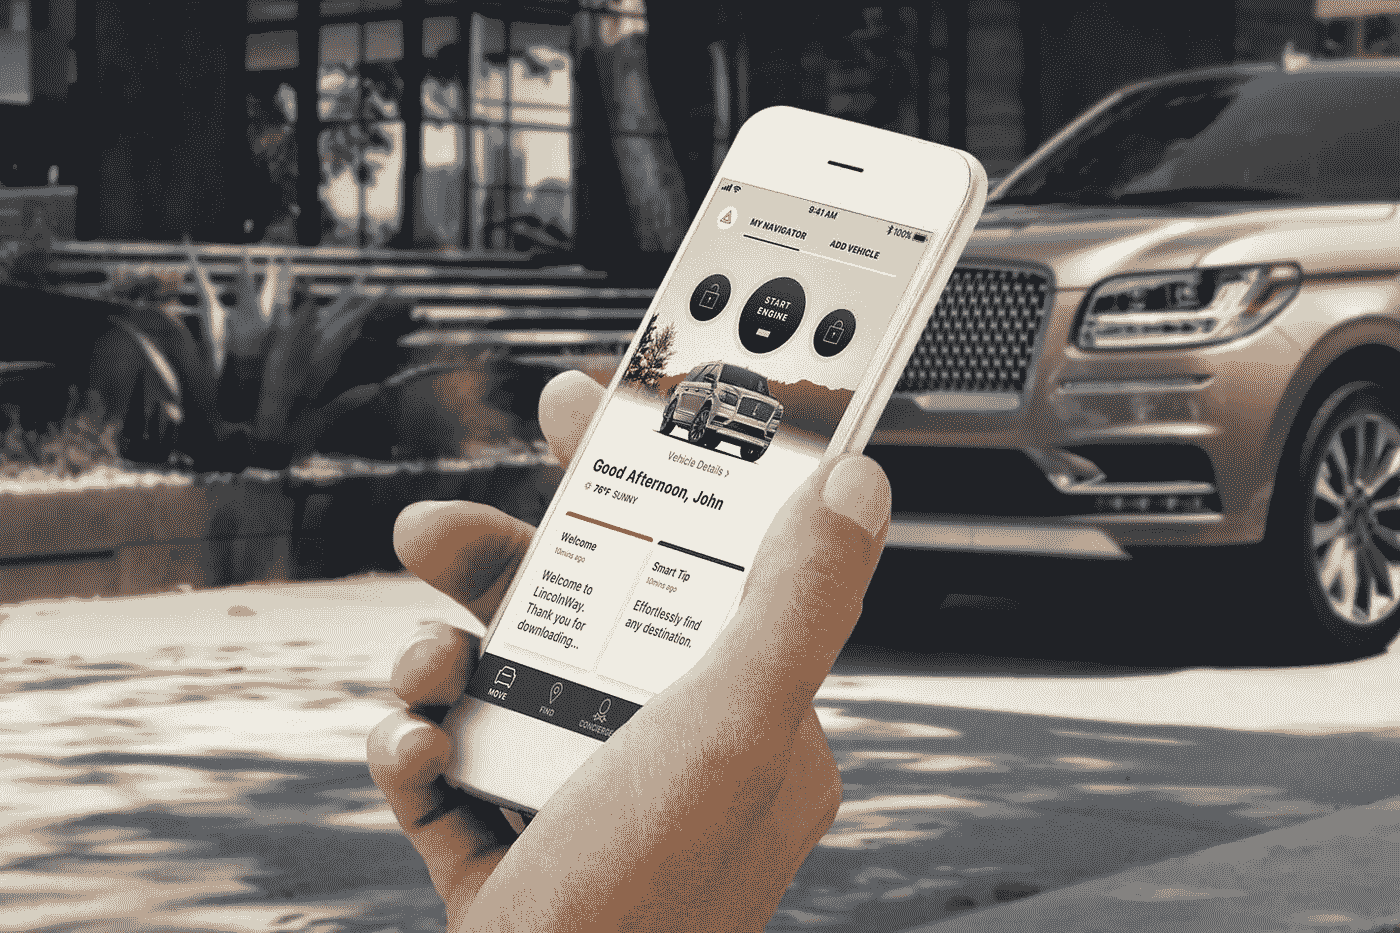 9:41 AM
100%
MY NAVIGATOR
ADD VEHICLE
START
ENGINE
Vehicle Details >
Good Afternoon, John
76°F SUNNY
Welcome
10mins ago
Welcome to
LincolnWay.
Thank you for
downloading...
Smart Tip
10mins ago
Effortlessly find
any destination.
MOVE
FIND
CONCIERGE